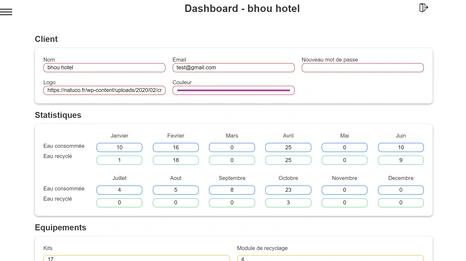 Dashboard - bhou hotel
Client
Nom Email Nouveau mot de passe
bhou hotel test@gmail.com
Logo Couleur
https://natuco.fr/wp-content/uploads/2020/02/cr
Statistiques
Janvier Fevrier Mars Avril Mai Juin
Eau consommée 10 16 0 25 0 10
Eau recyclé 1 18 0 25 0 9
Juillet Aout Septembre Octobre Novembre Decembre
Eau consommée 4 5 8 23 0 0
Eau recyclé 0 0 0 3 0 0
Equipements
Kits Module de recyclage
17 4